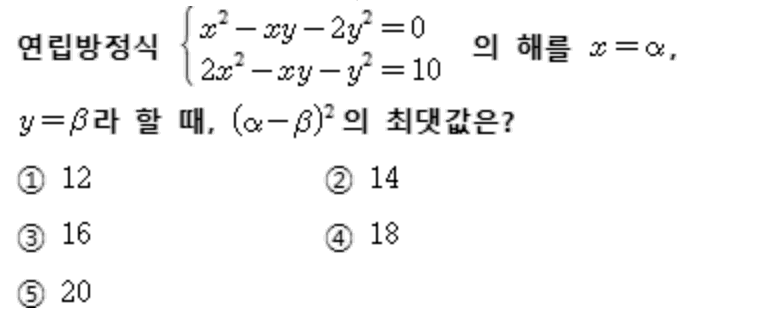 연립방정식 { x² − xy − 2y² = 0
2x² − xy − y² = 10 의 해를 x = α,
y = β라 할 때, (α − β)²의 최댓값은?
① 12 ② 14
③ 16 ④ 18
⑤ 20